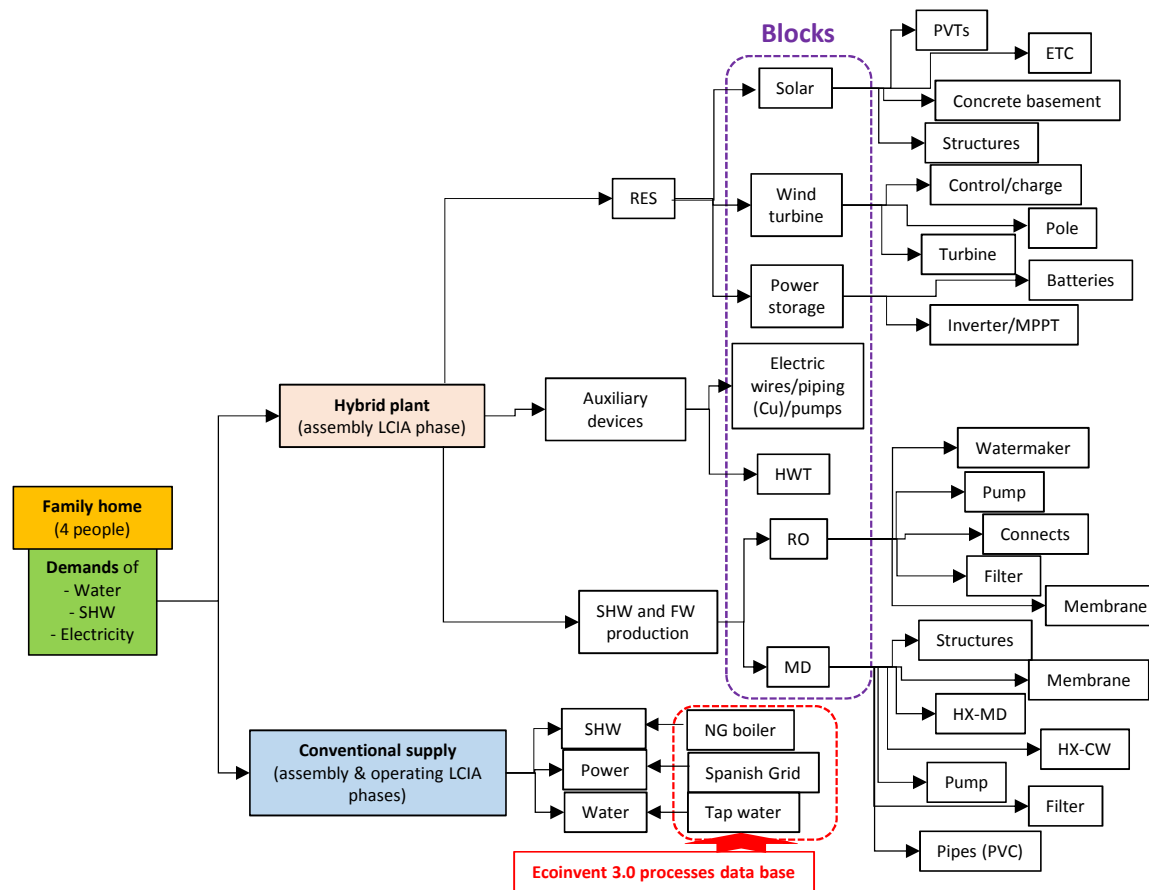 Blocks
PVTs
ETC
Solar
Concrete basement
Structures
Control/charge
RES
Wind
turbine
Pole
Turbine
Power
storage
Batteries
Inverter/MPPT
Electric
wires/piping
(Cu)/pumps
Hybrid plant
(assembly LCIA phase)
Auxiliary
devices
HWT
Watermaker
Pump
Family home
(4 people)
RO
Connects
Filter
Demands of
- Water
- SHW
- Electricity
SHW and FW
production
Membrane
Structures
MD
Membrane
HX-MD
HX-CW
Conventional supply
(assembly & operating LCIA
phases)
SHW
NG boiler
Power
Spanish Grid
Water
Tap water
Pump
Filter
Pipes (PVC)
Ecoinvent 3.0 processes data base